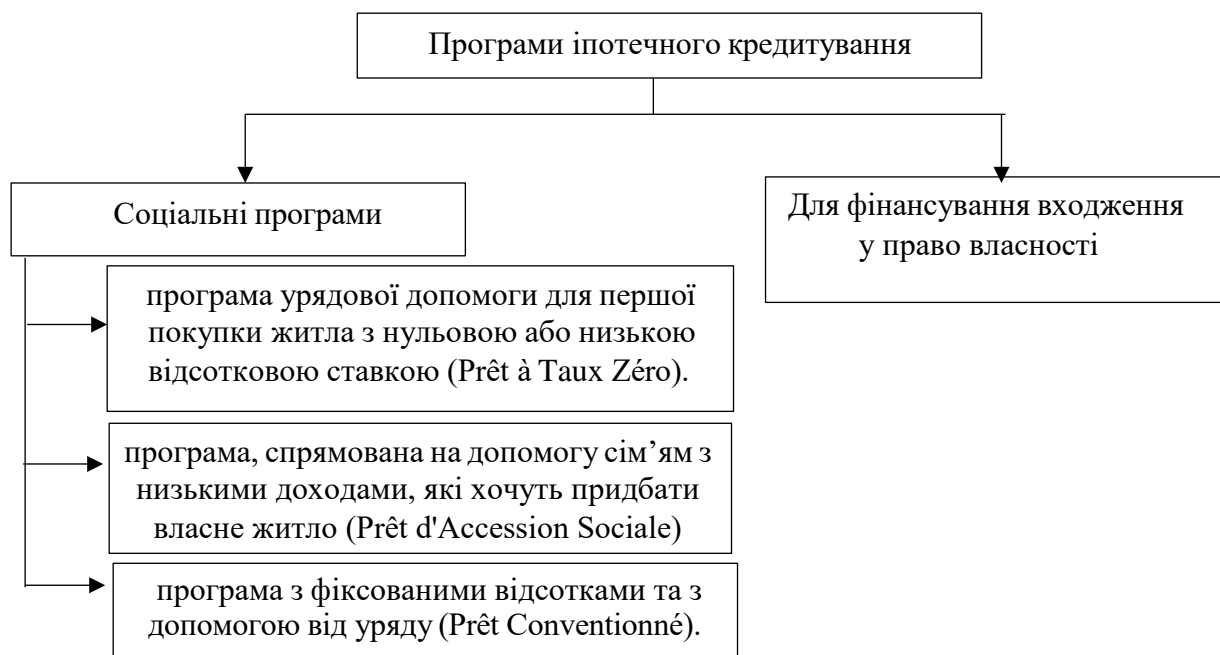 Програми іпотечного кредитування
Соціальні програми
Для фінансування входження
у право власності
програма урядової допомоги для першої
покупки житла з нульовою або низькою
відсотковою ставкою (Prêt à Taux Zéro).
програма, спрямована на допомогу сім’ям з
низькими доходами, які хочуть придбати
власне житло (Prêt d'Accession Sociale)
програма з фіксованими відсотками та з
допомогою від уряду (Prêt Conventionné).